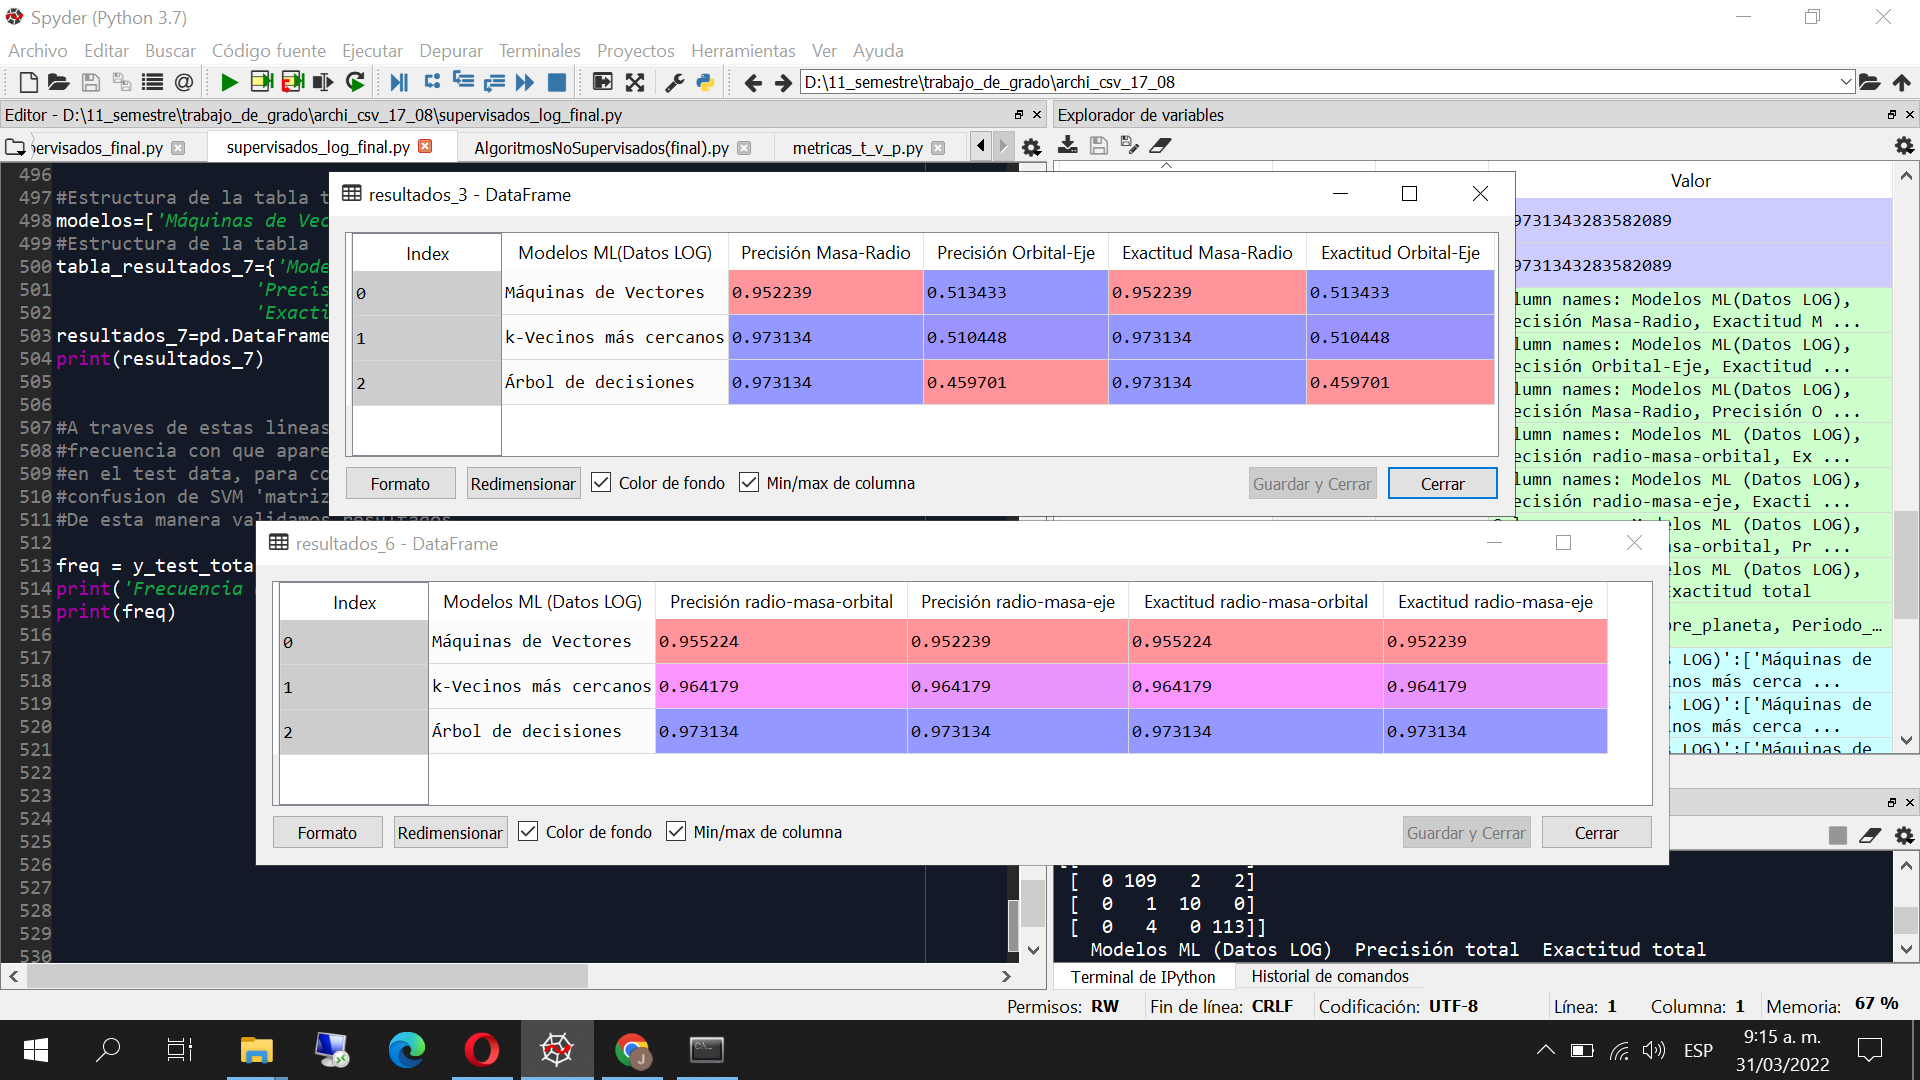 Spyder (Python 3.7)
Archivo Editar Buscar Código fuente Ejecutar Depurar Terminales Proyectos Herramientas Ver Ayuda
D:\11_semestre\trabajo_de_grado\archi_csv_17_08
Editor - D:\11_semestre\trabajo_de_grado\archi_csv_17_08\supervisados_log_final.py
Explorador de variables
ervisados_final.py supervisados_log_final.py AlgoritmosNoSupervisados(final).py metricas_t_v_p.py
Valor
496
497 #Estructura de la tabla t
498 modelos=['Máquinas de Vec
499 #Estructura de la tabla
500 tabla_resultados_7={'Mode
501 'Precis
502 'Exacti
503 resultados_7=pd.DataFrame
504 print(resultados_7)
505
506
507 #A traves de estas lineas
508 #frecuencia con que apare
509 #en el test data, para co
510 #confusion de SVM 'matriz
511 #De esta manera validamos resultados
512
513 freq = y_test_tota
514 print('Frecuencia
515 print(freq)
516
517
518
519
520
521
522
523
524
525
526
527
528
529
530
resultados_3 - DataFrame
Index Modelos ML(Datos LOG) Precisión Masa-Radio Precisión Orbital-Eje Exactitud Masa-Radio Exactitud Orbital-Eje
0 Máquinas de Vectores 0.952239 0.513433 0.952239 0.513433
1 k-Vecinos más cercanos 0.973134 0.510448 0.973134 0.510448
2 Árbol de decisiones 0.973134 0.459701 0.973134 0.459701
Formato Redimensionar Color de fondo Min/max de columna Guardar y Cerrar Cerrar
resultados_6 - DataFrame
Index Modelos ML (Datos LOG) Precisión radio-masa-orbital Precisión radio-masa-eje Exactitud radio-masa-orbital Exactitud radio-masa-eje
0 Máquinas de Vectores 0.955224 0.952239 0.955224 0.952239
1 k-Vecinos más cercanos 0.964179 0.964179 0.964179 0.964179
2 Árbol de decisiones 0.973134 0.973134 0.973134 0.973134
Formato Redimensionar Color de fondo Min/max de columna Guardar y Cerrar Cerrar
9731343283582089
9731343283582089
lumn names: Modelos ML(Datos LOG),
ecisión Masa-Radio, Exactitud M ...
lumn names: Modelos ML(Datos LOG),
ecisión Orbital-Eje, Exactitud ...
lumn names: Modelos ML(Datos LOG),
ecisión Masa-Radio, Precisión O ...
lumn names: Modelos ML (Datos LOG),
ecisión radio-masa-orbital, Ex ...
lumn names: Modelos ML (Datos LOG),
ecisión radio-masa-eje, Exacti ...
: Modelos ML (Datos LOG),
sa-orbital, Pr ...
los ML (Datos LOG),
xactitud total
re_planeta, Periodo_…
LOG)':['Máquinas de
nos más cerca ...
LOG)':['Máquinas de
nos más cerca ...
LOG)':['Máquinas de
[ 0 109 2 2]
[ 0 1 10 0]
[ 0 4 0 113]]
Modelos ML (Datos LOG) Precisión total Exactitud total
Terminal de IPython Historial de comandos
Permisos: RW Fin de línea: CRLF Codificación: UTF-8 Línea: 1 Columna: 1 Memoria: 67 %
ESP
9:15 a. m.
31/03/2022